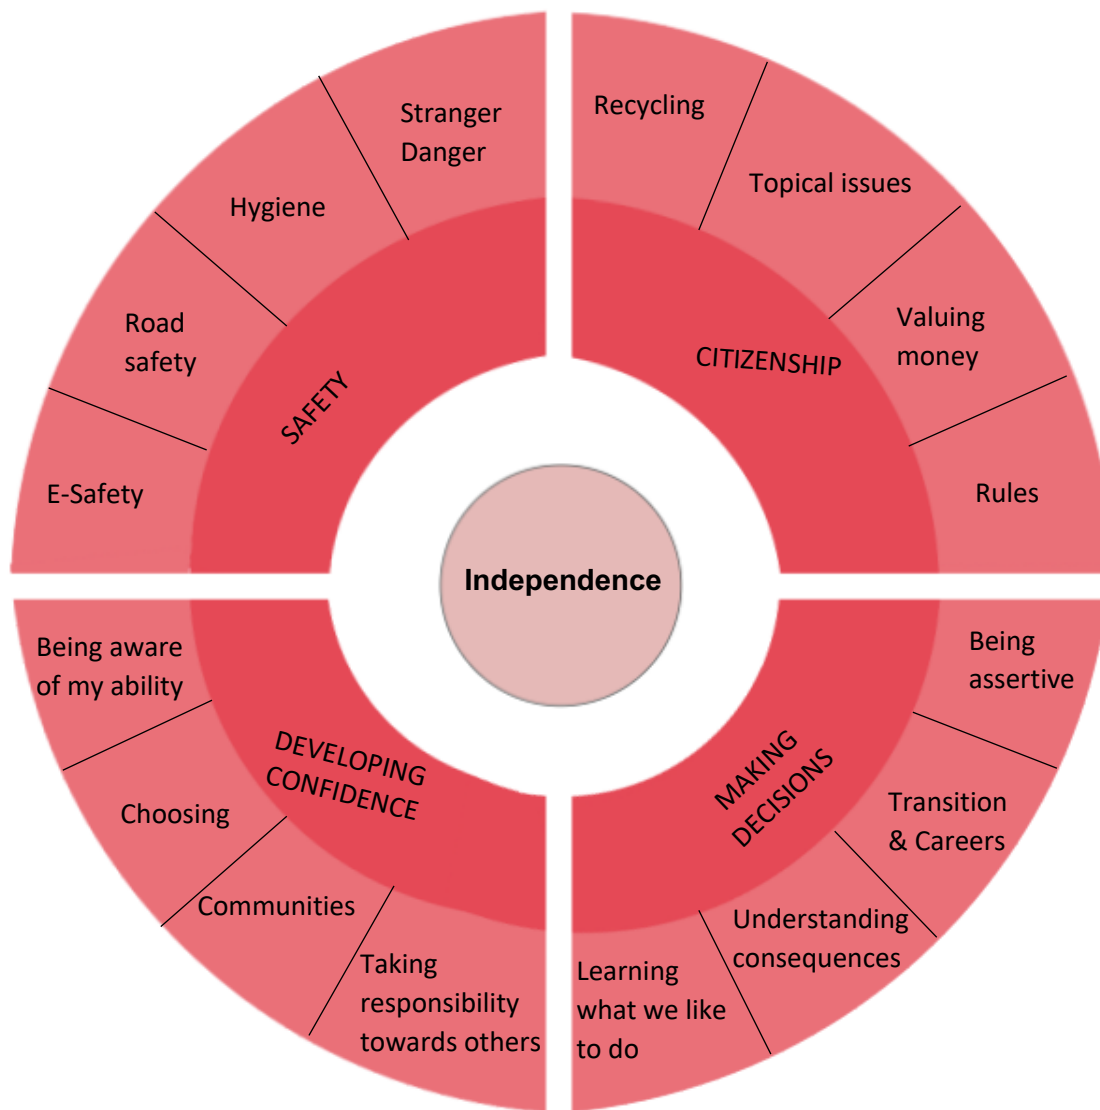 Stranger
Danger
Hygiene
Road
safety
E-Safety
SAFETY
Recycling
Topical issues
Valuing
money
Rules
CITIZENSHIP
Independence
Being aware
of my ability
Choosing
Communities
Taking
responsibility
towards others
DEVELOPING
CONFIDENCE
Being
assertive
Transition
& Careers
Understanding
consequences
Learning
what we like
to do
MAKING
DECISIONS